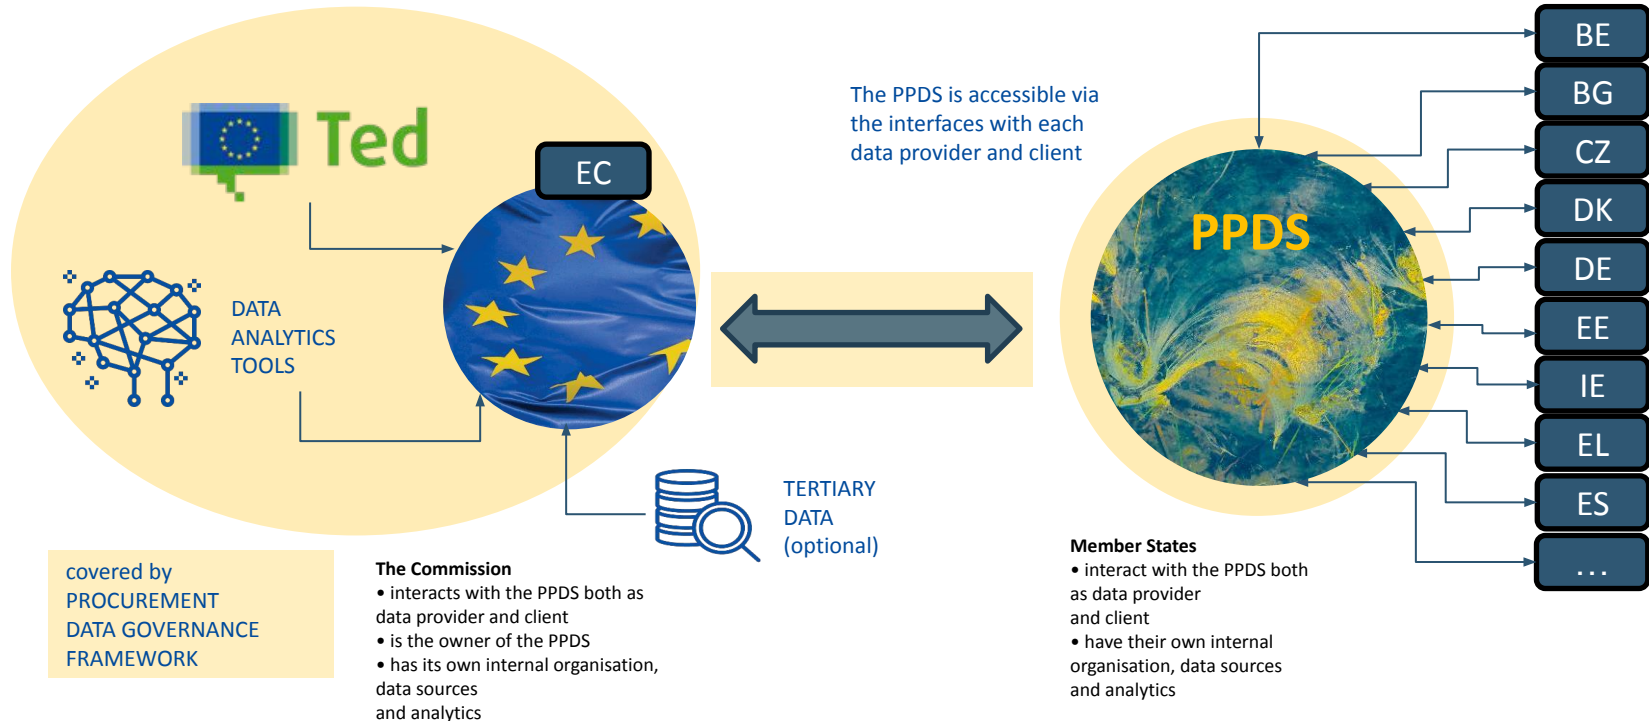 Ted
EC
DATA
ANALYTICS
TOOLS
TERTIARY
DATA
(optional)
covered by
PROCUREMENT
DATA GOVERNANCE
FRAMEWORK
The Commission
• interacts with the PPDS both as
data provider and client
• is the owner of the PPDS
• has its own internal organisation,
data sources
and analytics
The PPDS is accessible via
the interfaces with each
data provider and client
PPDS
Member States
• interact with the PPDS both
as data provider
and client
• have their own internal
organisation, data sources
and analytics
BE
BG
CZ
DK
DE
EE
IE
EL
ES
...